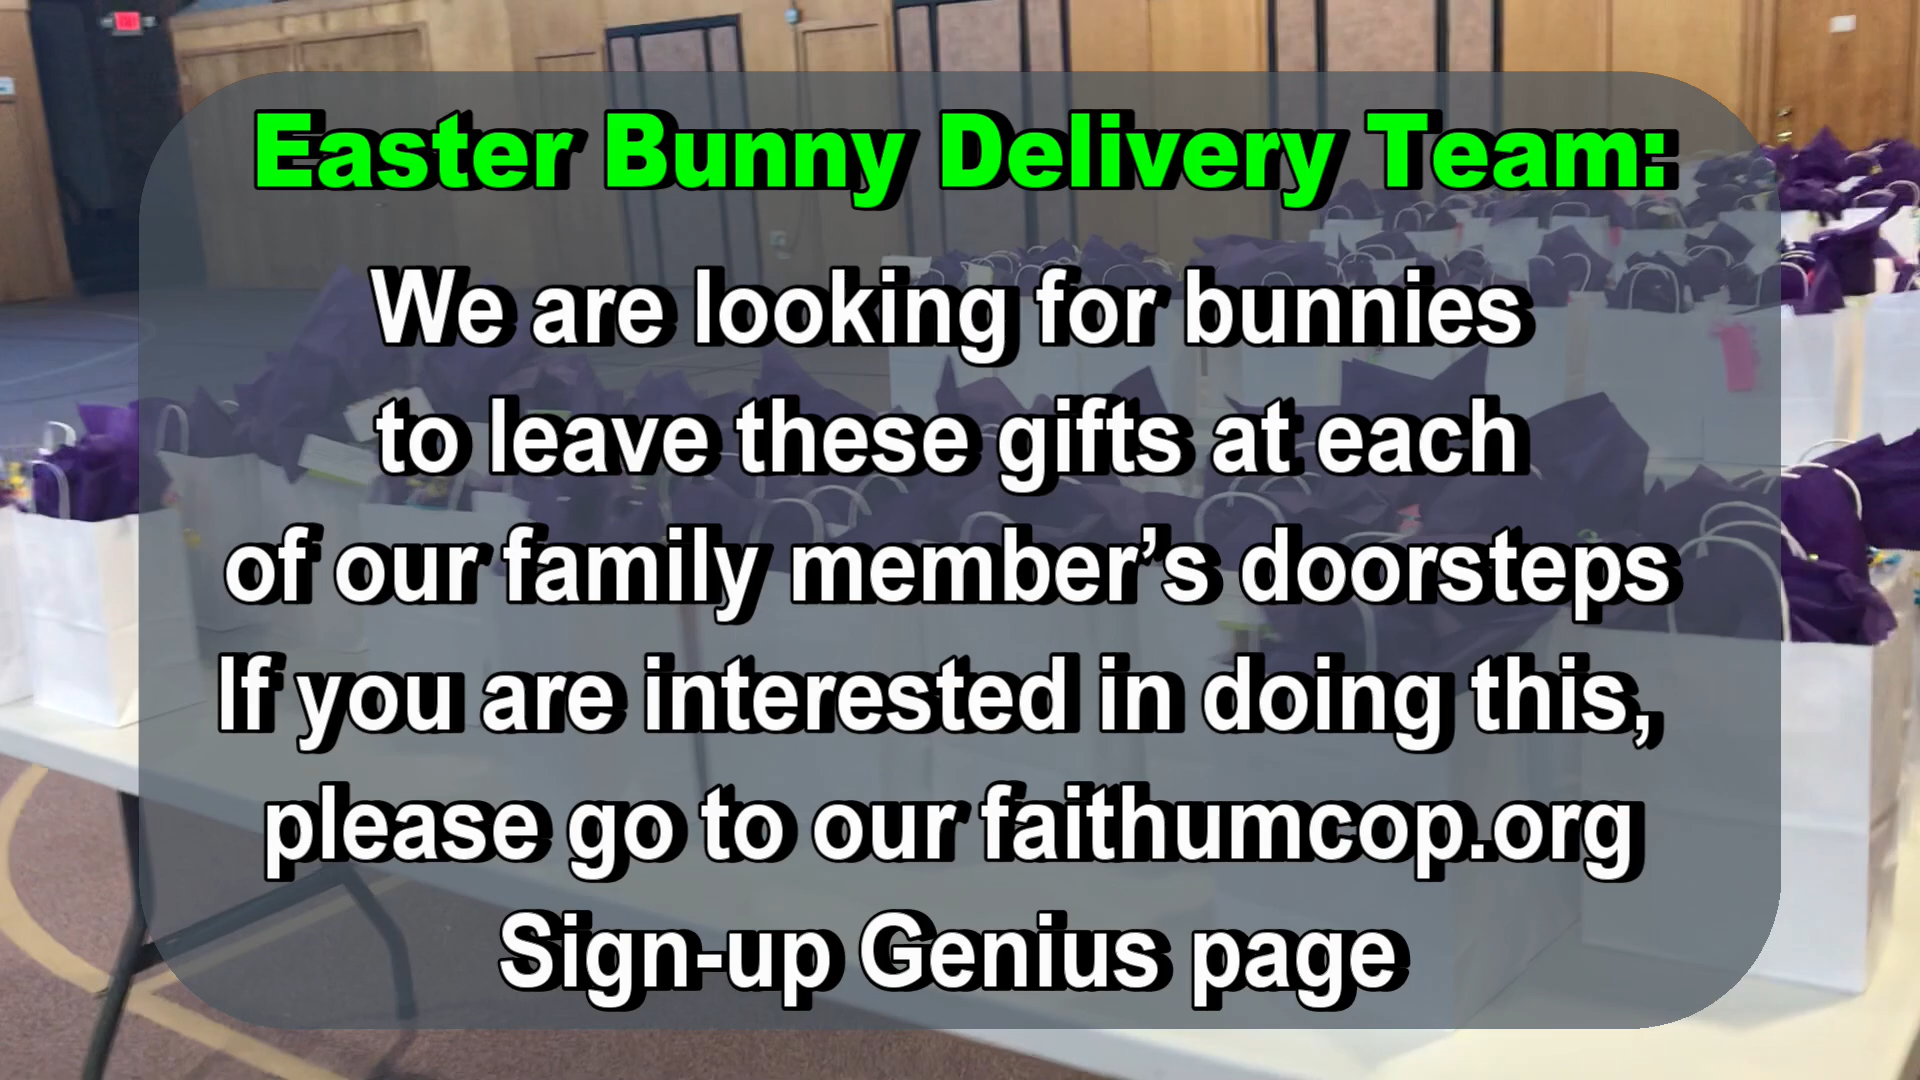 Easter Bunny Delivery Team:
We are looking for bunnies
to leave these gifts at each
of our family member’s doorsteps
If you are interested in doing this,
please go to our faithumcop.org
Sign-up Genius page